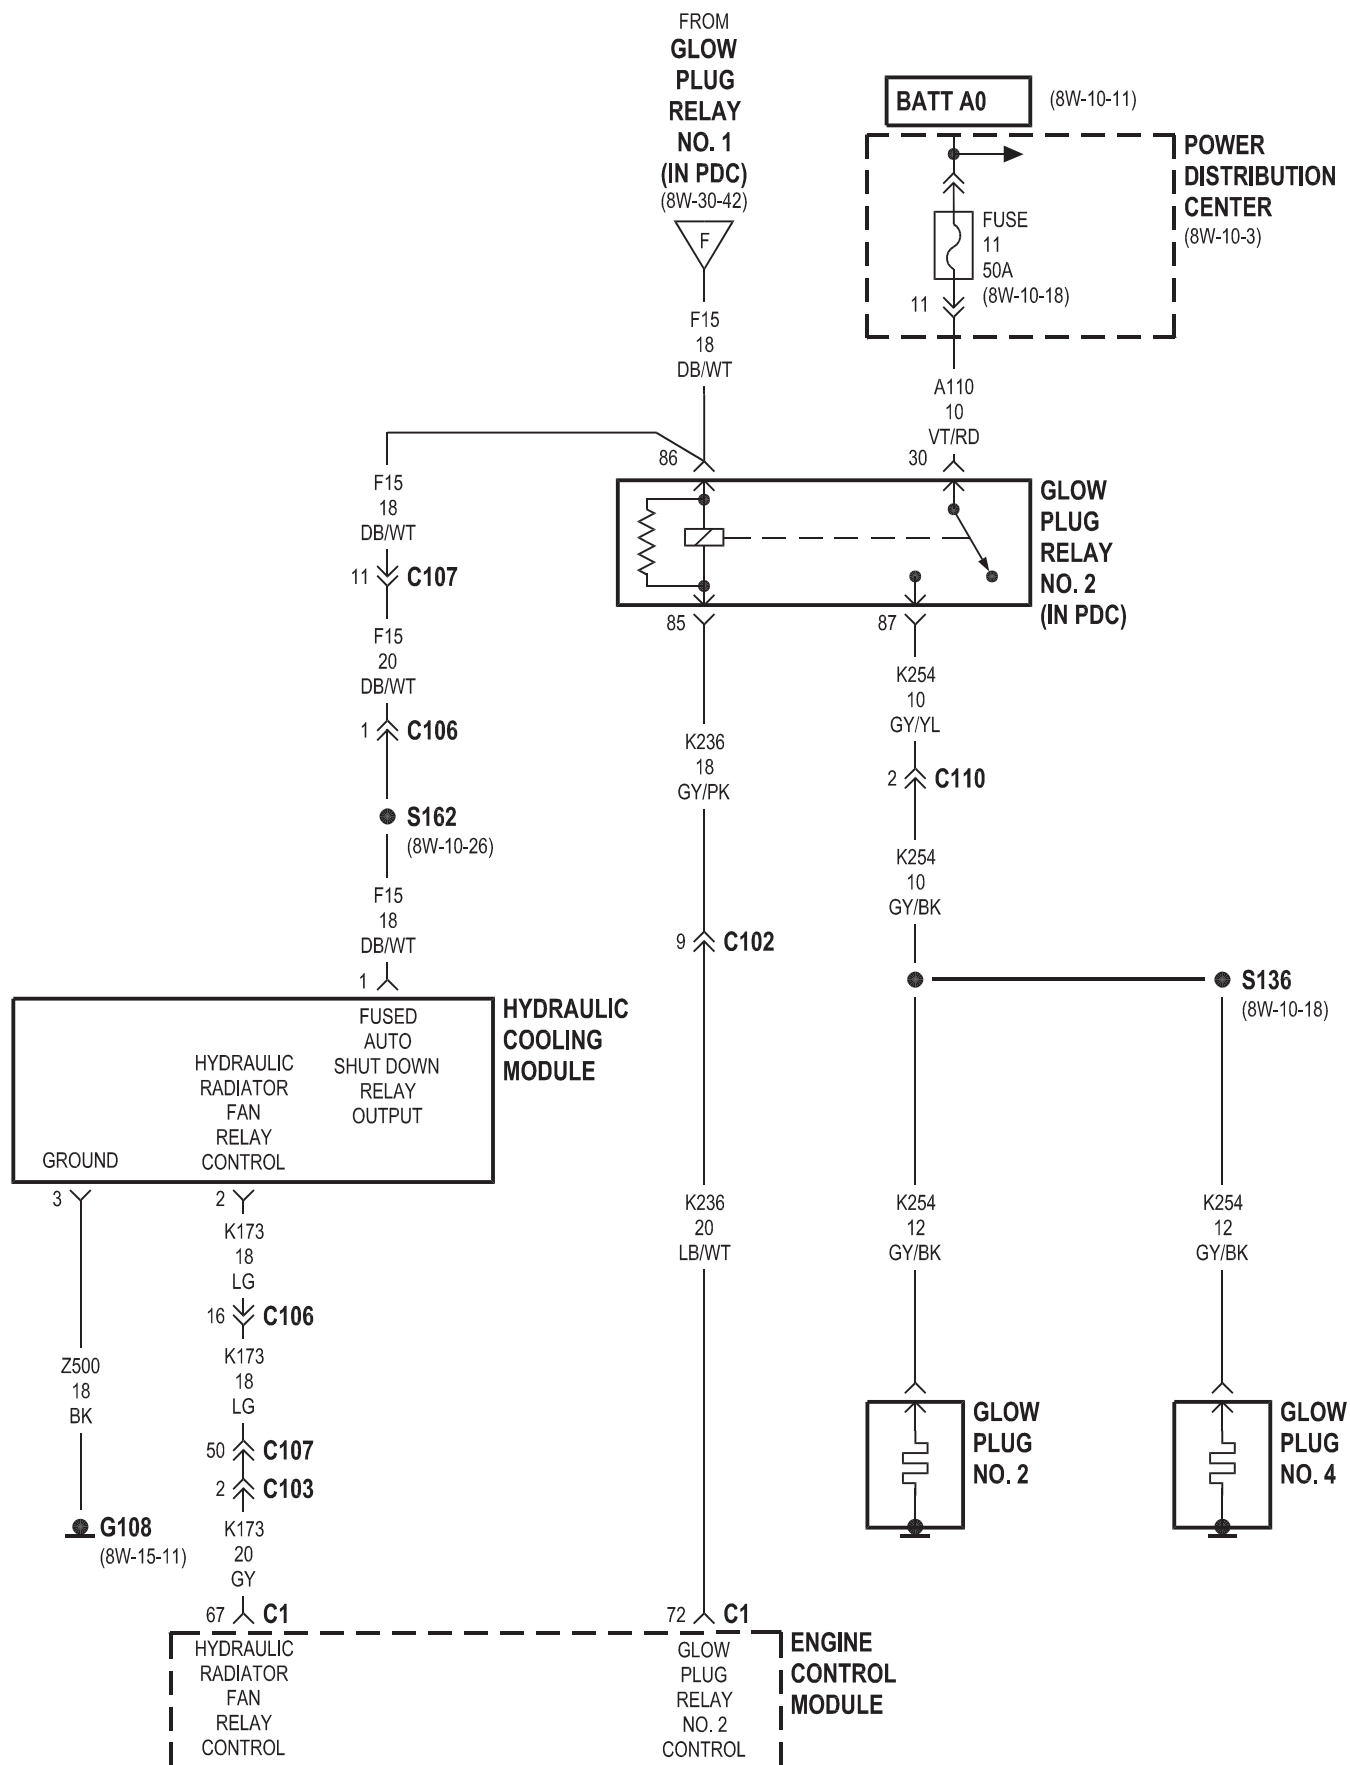 FROM
GLOW
PLUG
RELAY
NO. 1
(IN PDC)
(8W-30-42)
F
F15
18
DB/WT
BATT A0
(8W-10-11)
POWER
DISTRIBUTION
CENTER
(8W-10-3)
FUSE
11
50A
(8W-10-18)
11
A110
10
VT/RD
86
30
GLOW
PLUG
RELAY
NO. 2
(IN PDC)
85
87
F15
18
DB/WT
11
C107
F15
20
DB/WT
1
C106
S162
(8W-10-26)
F15
18
DB/WT
1
K236
18
GY/PK
9
C102
K254
10
GY/YL
2
C110
K254
10
GY/BK
S136
(8W-10-18)
HYDRAULIC
COOLING
MODULE
FUSED
AUTO
SHUT DOWN
RELAY
OUTPUT
HYDRAULIC
RADIATOR
FAN
RELAY
CONTROL
GROUND
3
2
K173
18
LG
16
C106
K173
18
LG
50
C107
2
C103
K173
20
GY
67
C1
Z500
18
BK
G108
(8W-15-11)
K236
20
LB/WT
72
C1
K254
12
GY/BK
K254
12
GY/BK
GLOW
PLUG
NO. 2
GLOW
PLUG
NO. 4
HYDRAULIC
RADIATOR
FAN
RELAY
CONTROL
GLOW
PLUG
RELAY
NO. 2
CONTROL
ENGINE
CONTROL
MODULE